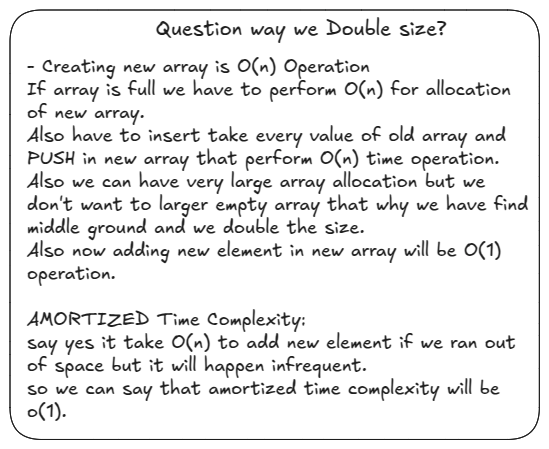 Question way we Double size?
- Creating new array is O(n) Operation
If array is full we have to perform O(n) for allocation
of new array.
Also have to insert take every value of old array and
PUSH in new array that perform O(n) time operation.
Also we can have very large array allocation but we
don't want to larger empty array that why we have find
middle ground and we double the size.
Also now adding new element in new array will be O(1)
operation.
AMORTIZED Time Complexity:
say yes it take O(n) to add new element if we ran out
of space but it will happen infrequent.
so we can say that amortized time complexity will be
o(1).